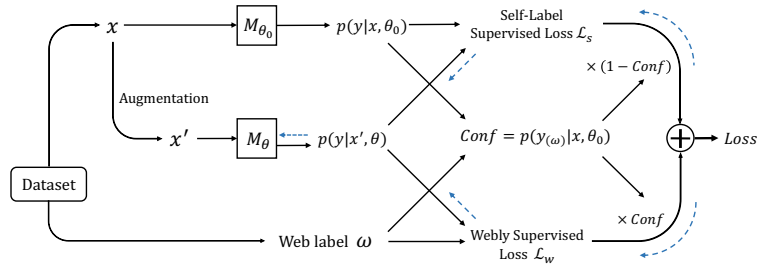 x
M_{θ_0}
p(y|x, θ_0)
Self-Label
Supervised Loss ℒ_s
× (1 − Conf)
Augmentation
x′
M_θ
p(y|x′, θ)
Conf = p(y_{(ω)}|x, θ_0)
+
Loss
Dataset
× Conf
Web label ω
Webly Supervised
Loss ℒ_w